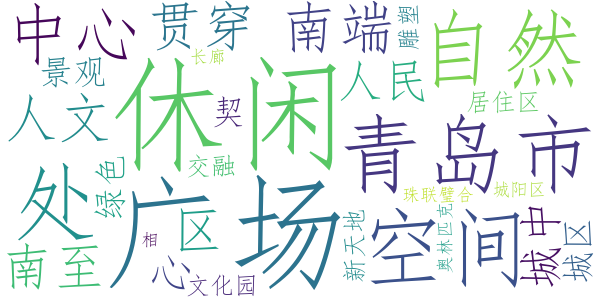 中心
贯穿
南端
雕塑
自然
长廊
景观
休闲
人民
居住区
人文
契
青岛市
绿色
交融
处
广场
区
珠联璧合
城阳区
相
新天地
空间
奥林匹克
城中
城区
南至
心
文化园